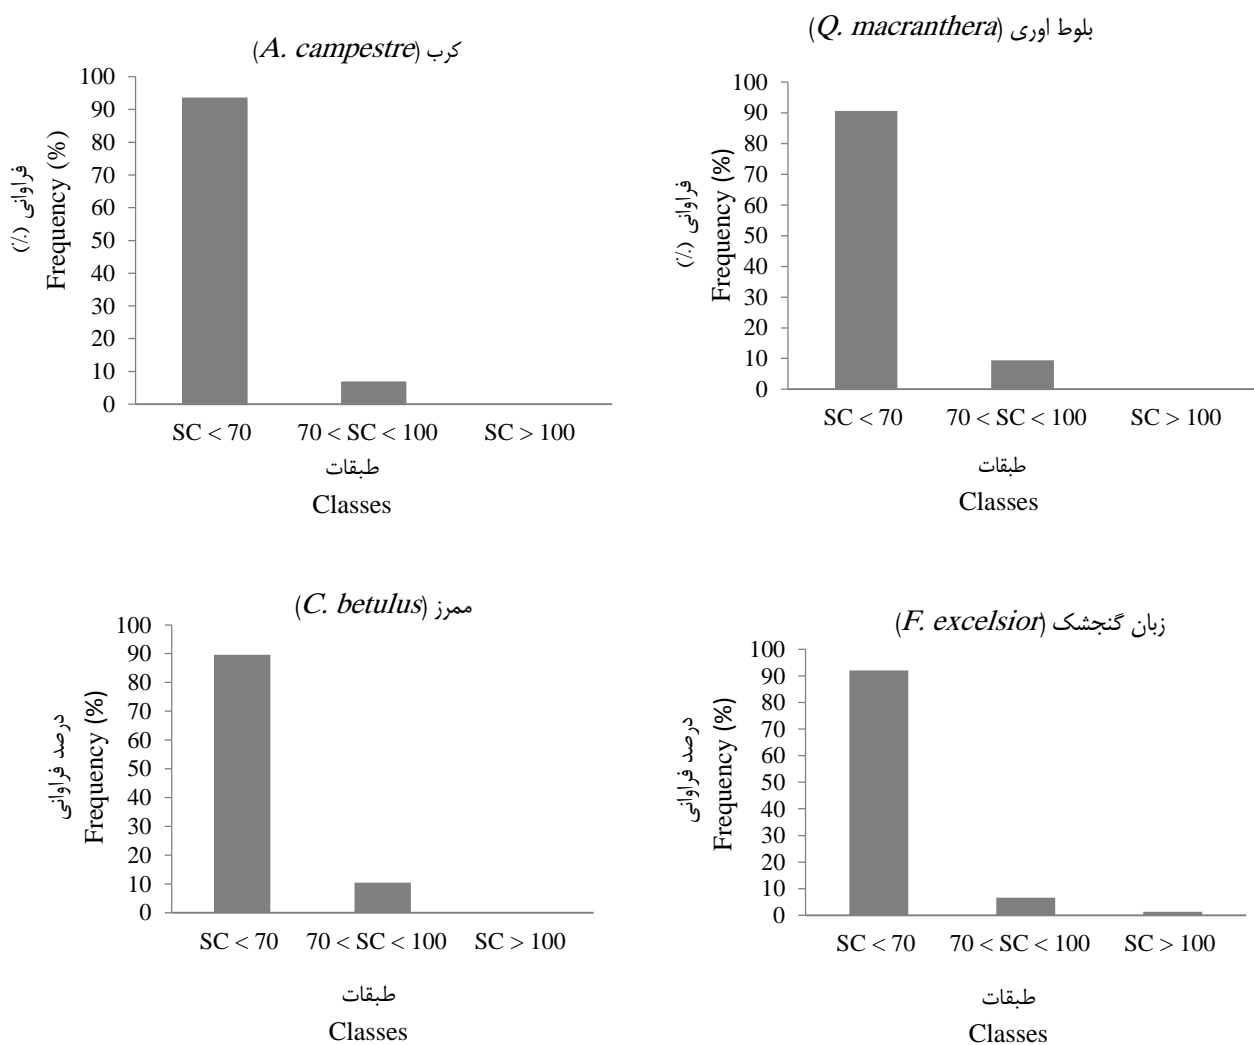 کرب (A. campestre)
100
90
80
70
60
50
40
30
20
10
0
فراوانی (٪)
Frequency (%)
SC < 70
70 < SC < 100
SC > 100
طبقات
Classes
بلوط اوری (Q. macranthera)
100
90
80
70
60
50
40
30
20
10
0
فراوانی (٪)
Frequency (%)
SC < 70
70 < SC < 100
SC > 100
طبقات
Classes
ممرز (C. betulus)
100
90
80
70
60
50
40
30
20
10
0
درصد فراوانی
Frequency (%)
SC < 70
70 < SC < 100
SC > 100
طبقات
Classes
زبان گنجشک (F. excelsior)
100
90
80
70
60
50
40
30
20
10
0
درصد فراوانی
Frequency (%)
SC < 70
70 < SC < 100
SC > 100
طبقات
Classes